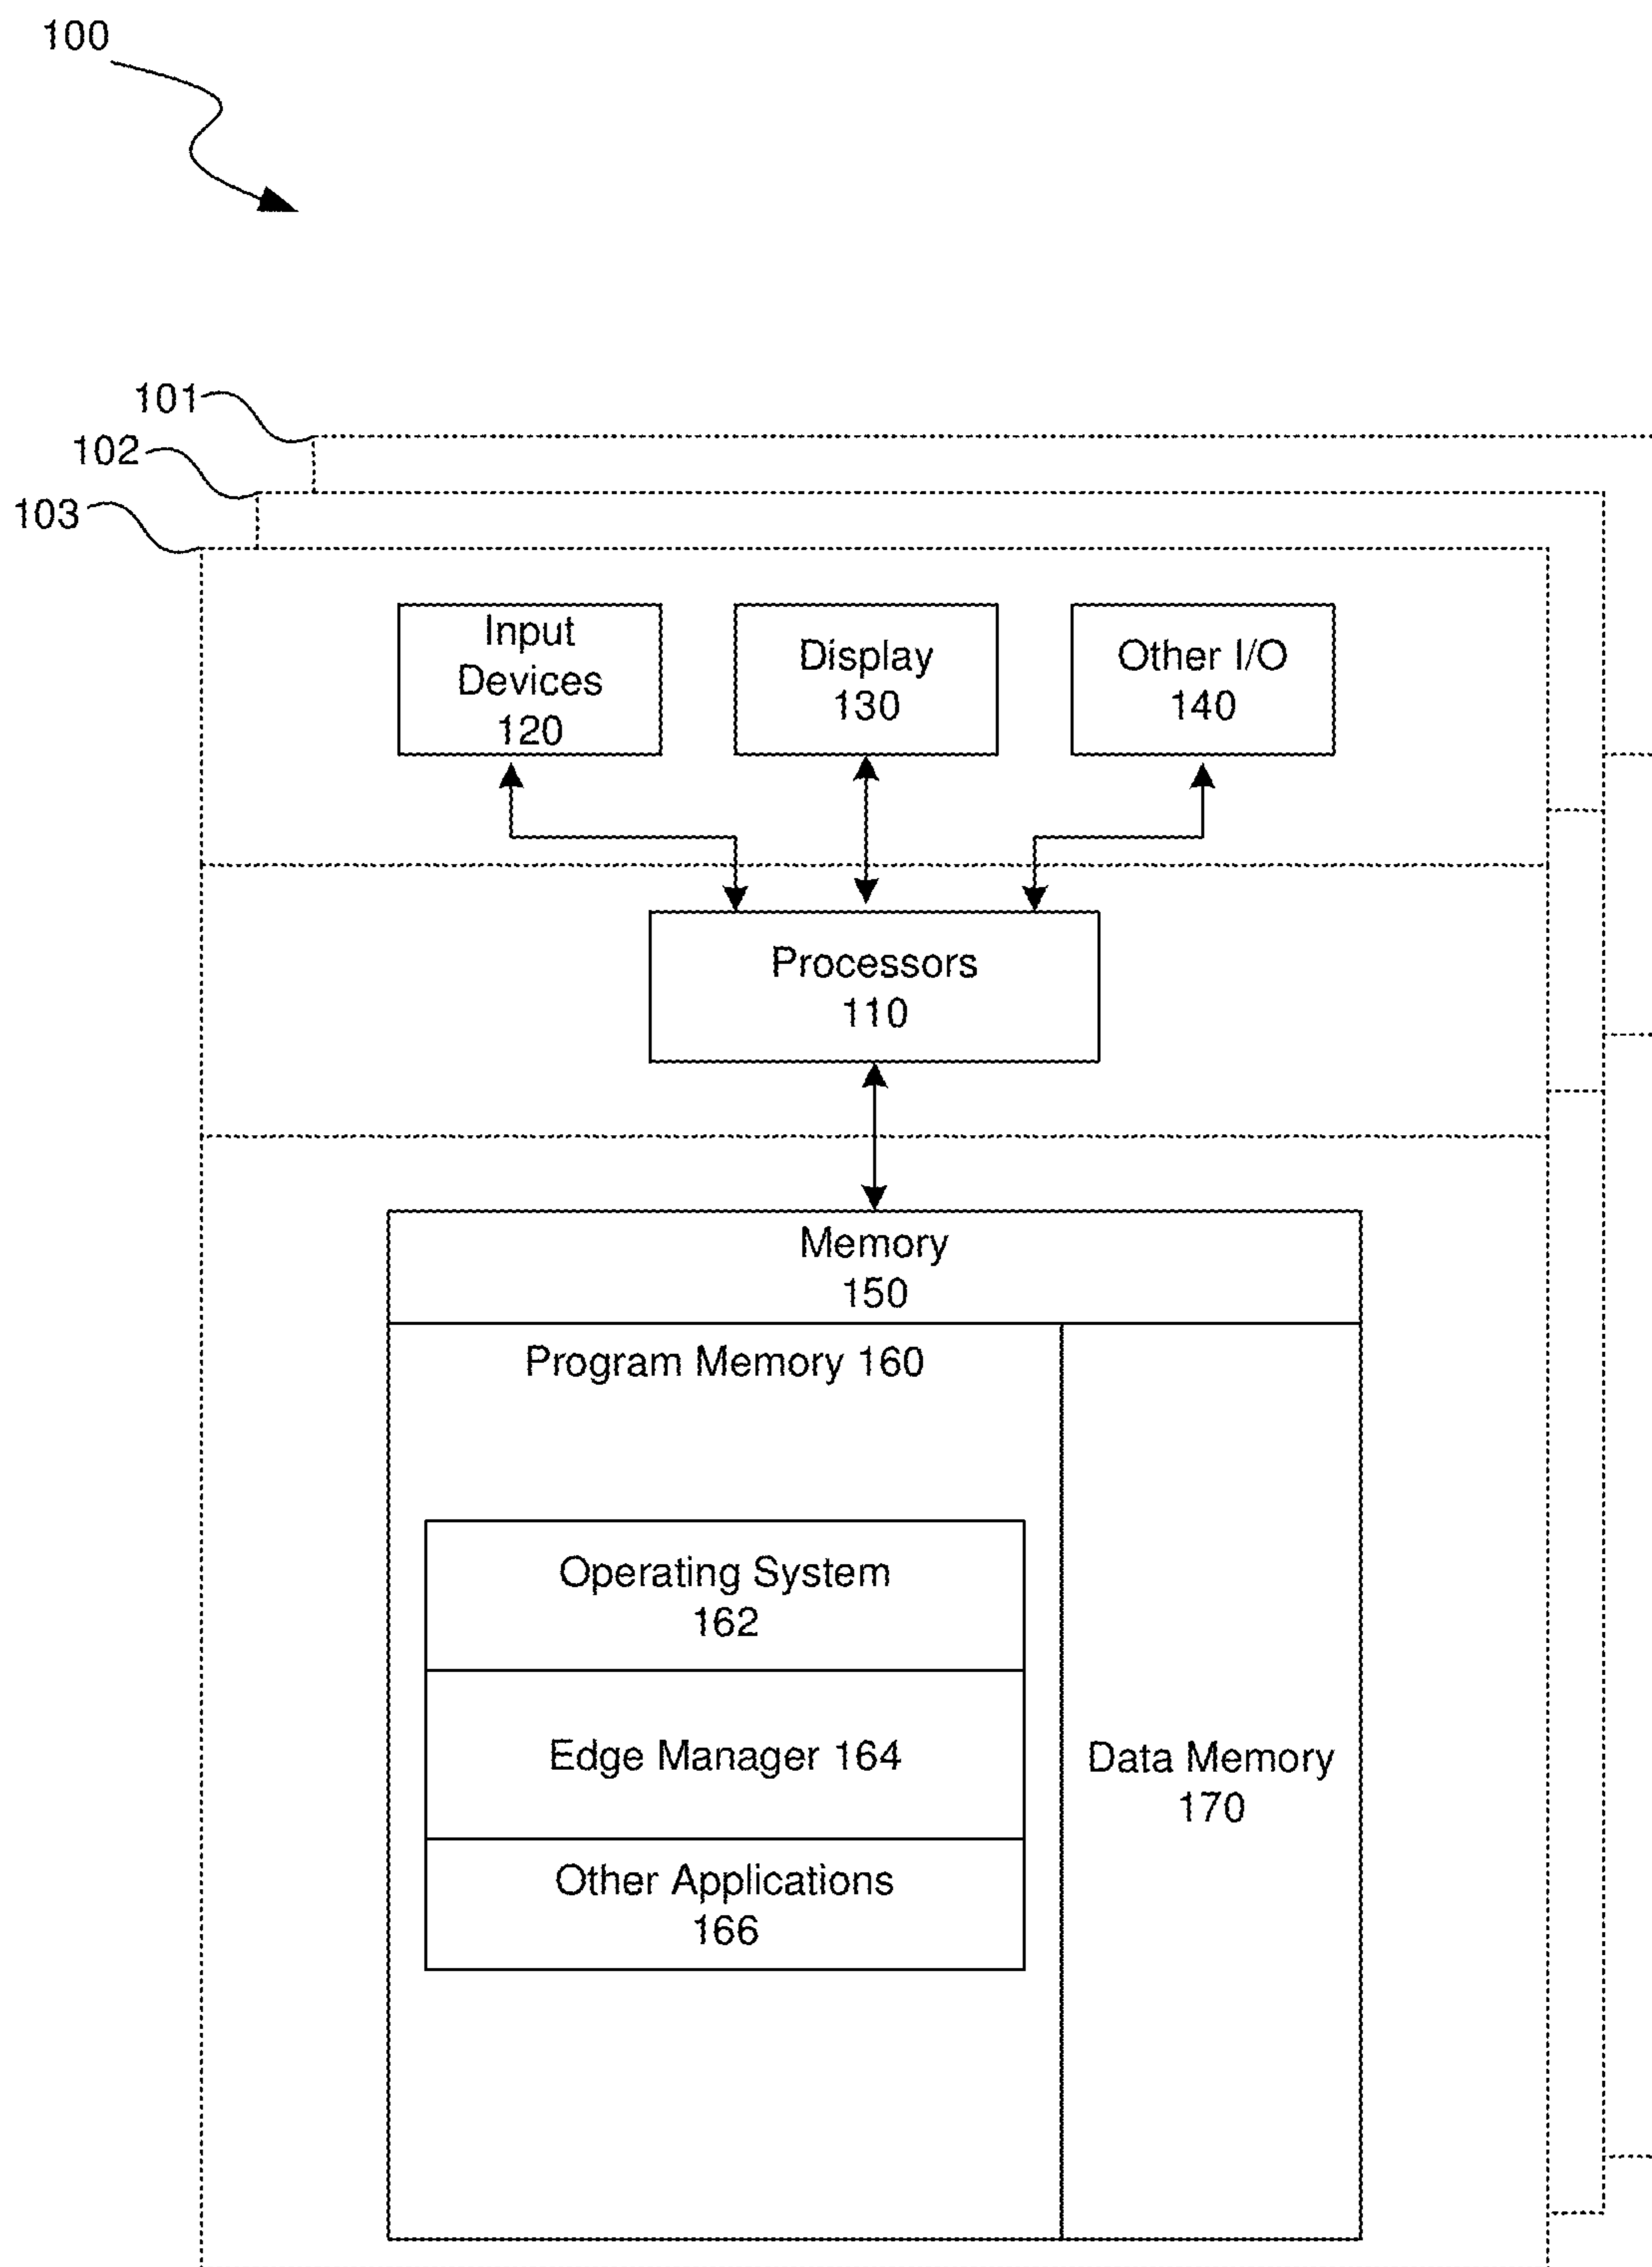 100
101
102
103
Input
Devices
120
Display
130
Other I/O
140
Processors
110
Memory
150
Program Memory 160
Operating System
162
Edge Manager 164
Other Applications
166
Data Memory
170